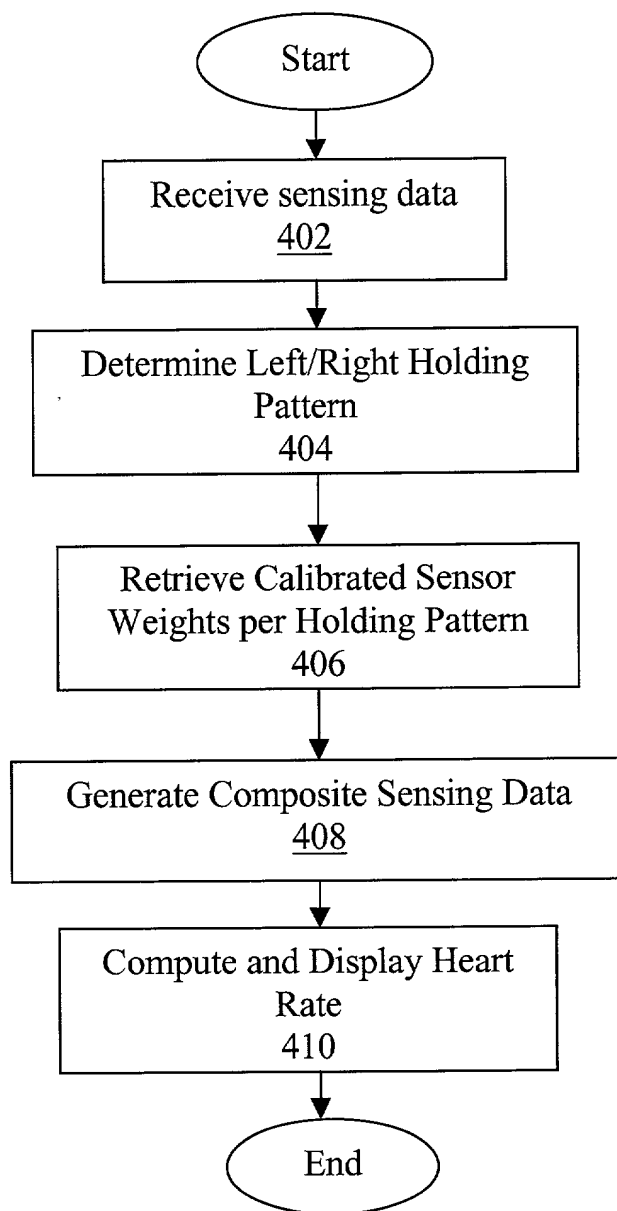 Start
Receive sensing data
402
Determine Left/Right Holding
Pattern
404
Retrieve Calibrated Sensor
Weights per Holding Pattern
406
Generate Composite Sensing Data
408
Compute and Display Heart
Rate
410
End